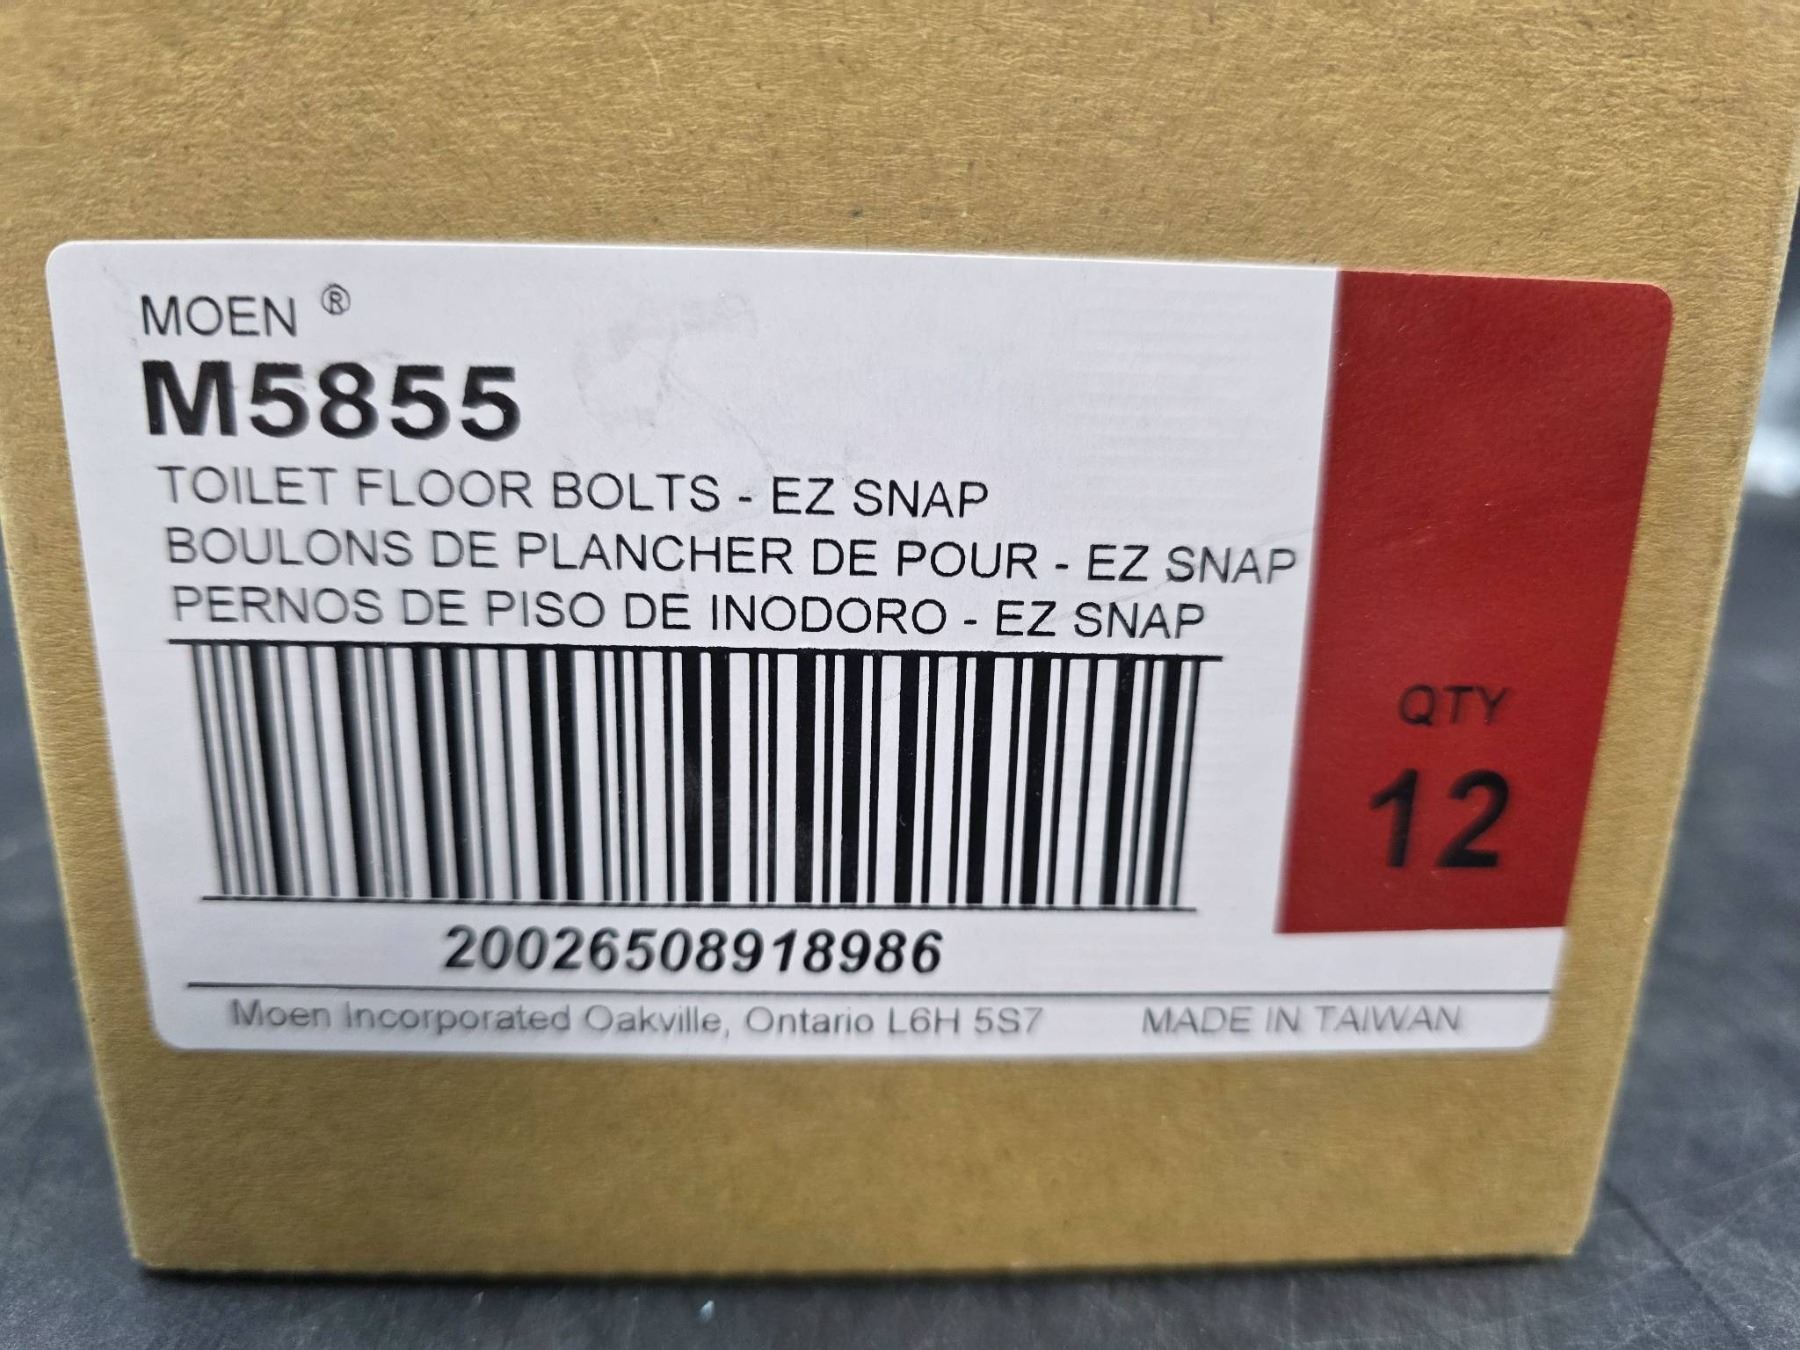 MOEN ®
M5855
TOILET FLOOR BOLTS - EZ SNAP
BOULONS DE PLANCHER DE POUR - EZ SNAP
PERNOS DE PISO DE INODORO - EZ SNAP
QTY
12
20026508918986
Moen Incorporated Oakville, Ontario L6H 5S7 MADE IN TAIWAN